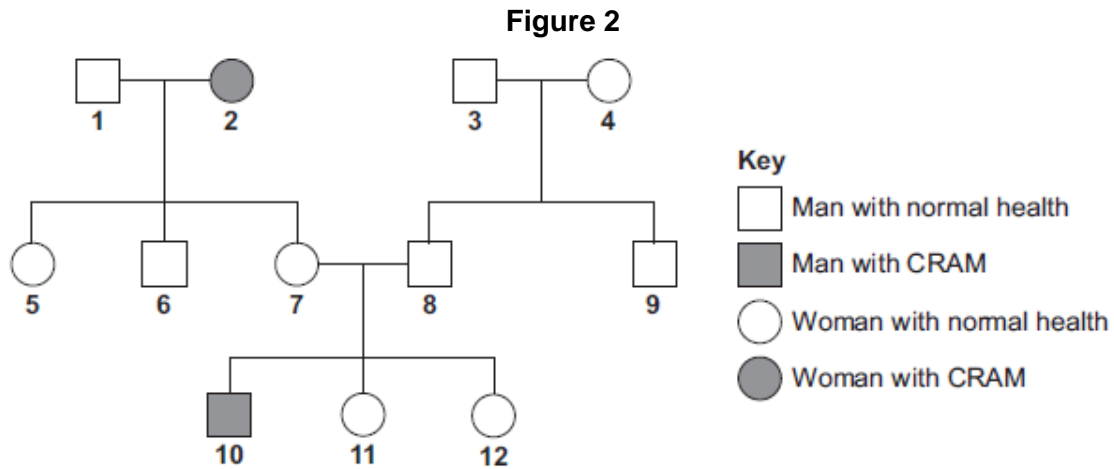 Figure 2
1
2
3
4
Key
Man with normal health
Man with CRAM
Woman with normal health
Woman with CRAM
5
6
7
8
9
10
11
12